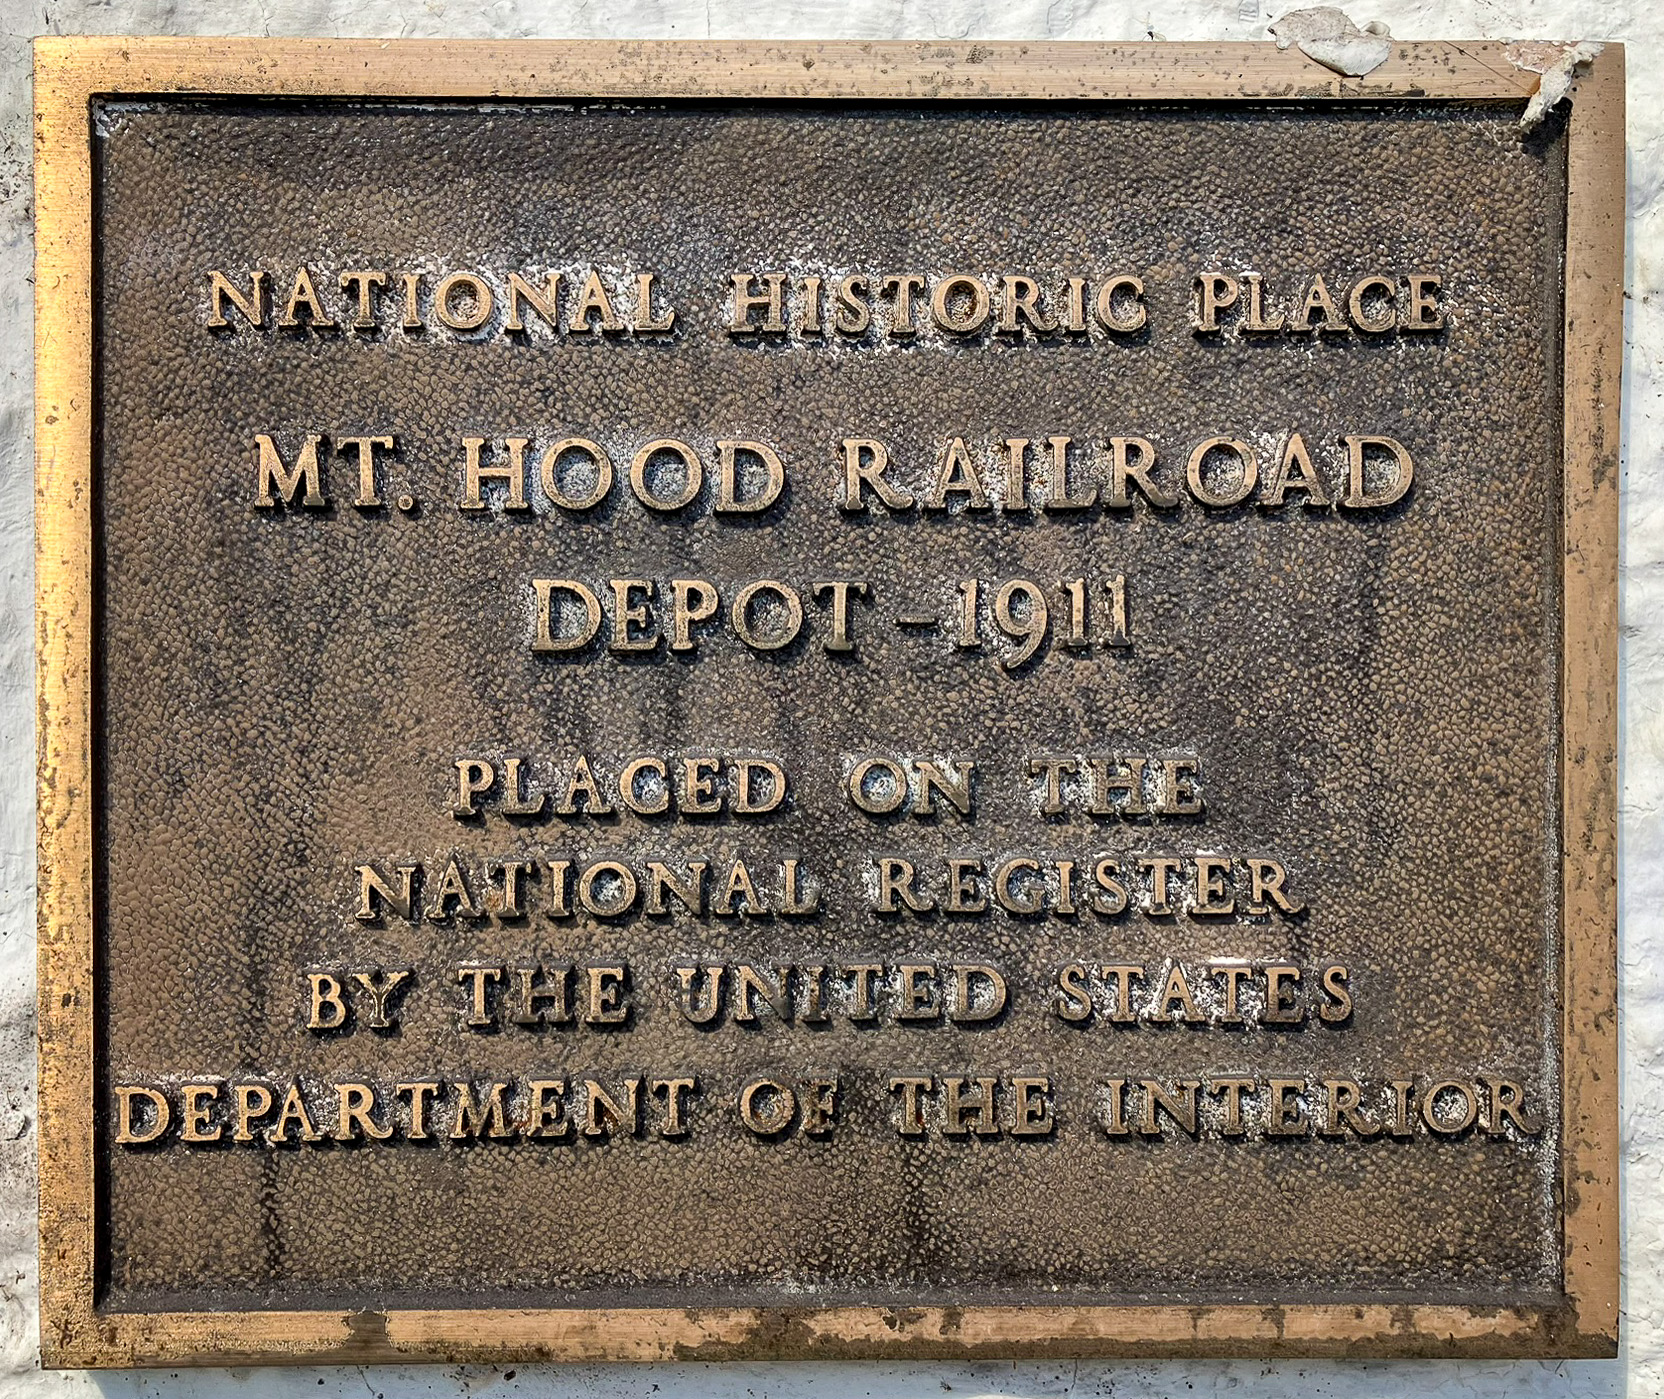 NATIONAL HISTORIC PLACE
MT. HOOD RAILROAD
DEPOT - 1911
PLACED ON THE
NATIONAL REGISTER
BY THE UNITED STATES
DEPARTMENT OF THE INTERIOR